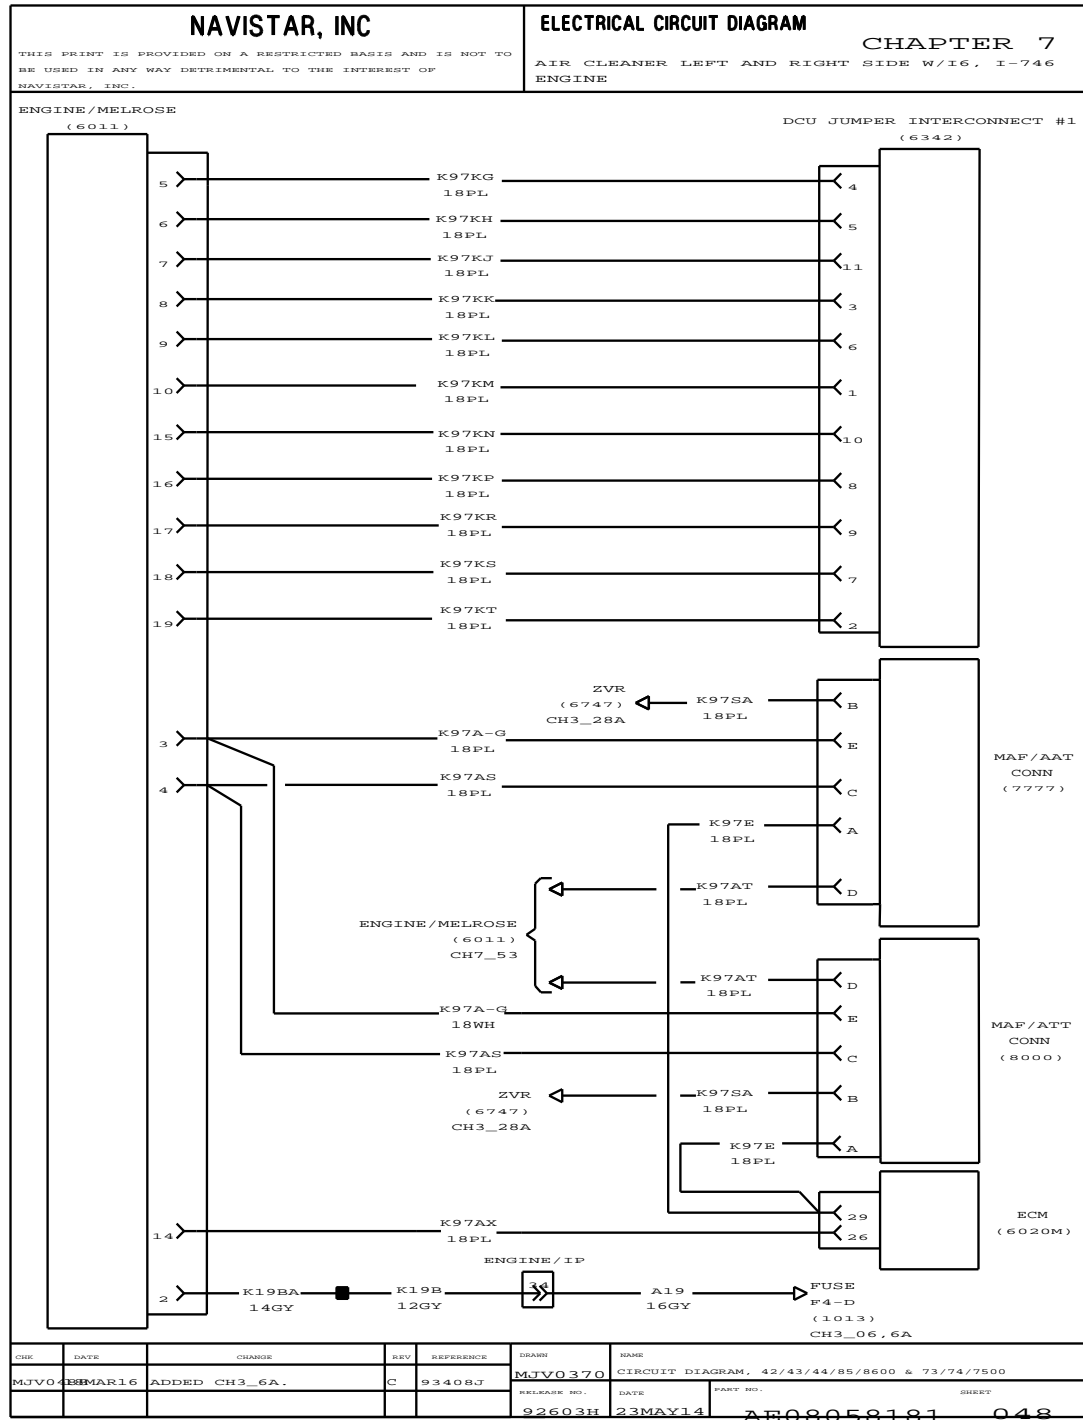 NAVISTAR, INC
THIS PRINT IS PROVIDED ON A RESTRICTED BASIS AND IS NOT TO
BE USED IN ANY WAY DETRIMENTAL TO THE INTEREST OF
NAVISTAR, INC.
ELECTRICAL CIRCUIT DIAGRAM
CHAPTER 7
AIR CLEANER LEFT AND RIGHT SIDE W/I6, I-746
ENGINE
ENGINE/MELROSE
(6011)
DCU JUMPER INTERCONNECT #1
(6342)
5 K97KG 4
18PL
6 K97KH 5
18PL
7 K97KJ 11
18PL
8 K97KK 3
18PL
9 K97KL 6
18PL
10 K97KM 1
18PL
15 K97KN 10
18PL
16 K97KP 8
18PL
17 K97KR 9
18PL
18 K97KS 7
18PL
19 K97KT 2
18PL
ZVR
(6747)
CH3_28A
K97SA B
18PL
3 K97A-G E
18PL
4 K97AS C
18PL
K97E A
18PL
K97AT D
18PL
MAF/AAT
CONN
(7777)
ENGINE/MELROSE
(6011)
CH7_53
K97AT D
18PL
K97A-G E
18WH
K97AS C
18PL
ZVR
(6747)
CH3_28A
K97SA B
18PL
K97E A
18PL
MAF/ATT
CONN
(8000)
29
14 K97AX 26
18PL
ECM
(6020M)
ENGINE/IP
34
2 K19BA K19B A19
14GY 12GY 16GY
FUSE
F4-D
(1013)
CH3_06,6A
CHK DATE CHANGE REV REFERENCE
18MAR16 ADDED CH3_6A. C 93408J
DRAWN
MJV0370
NAME
CIRCUIT DIAGRAM, 42/43/44/85/8600 & 73/74/7500
RELEASE NO.
92603H
DATE
23MAY14
PART NO.
AE08058181
SHEET
048